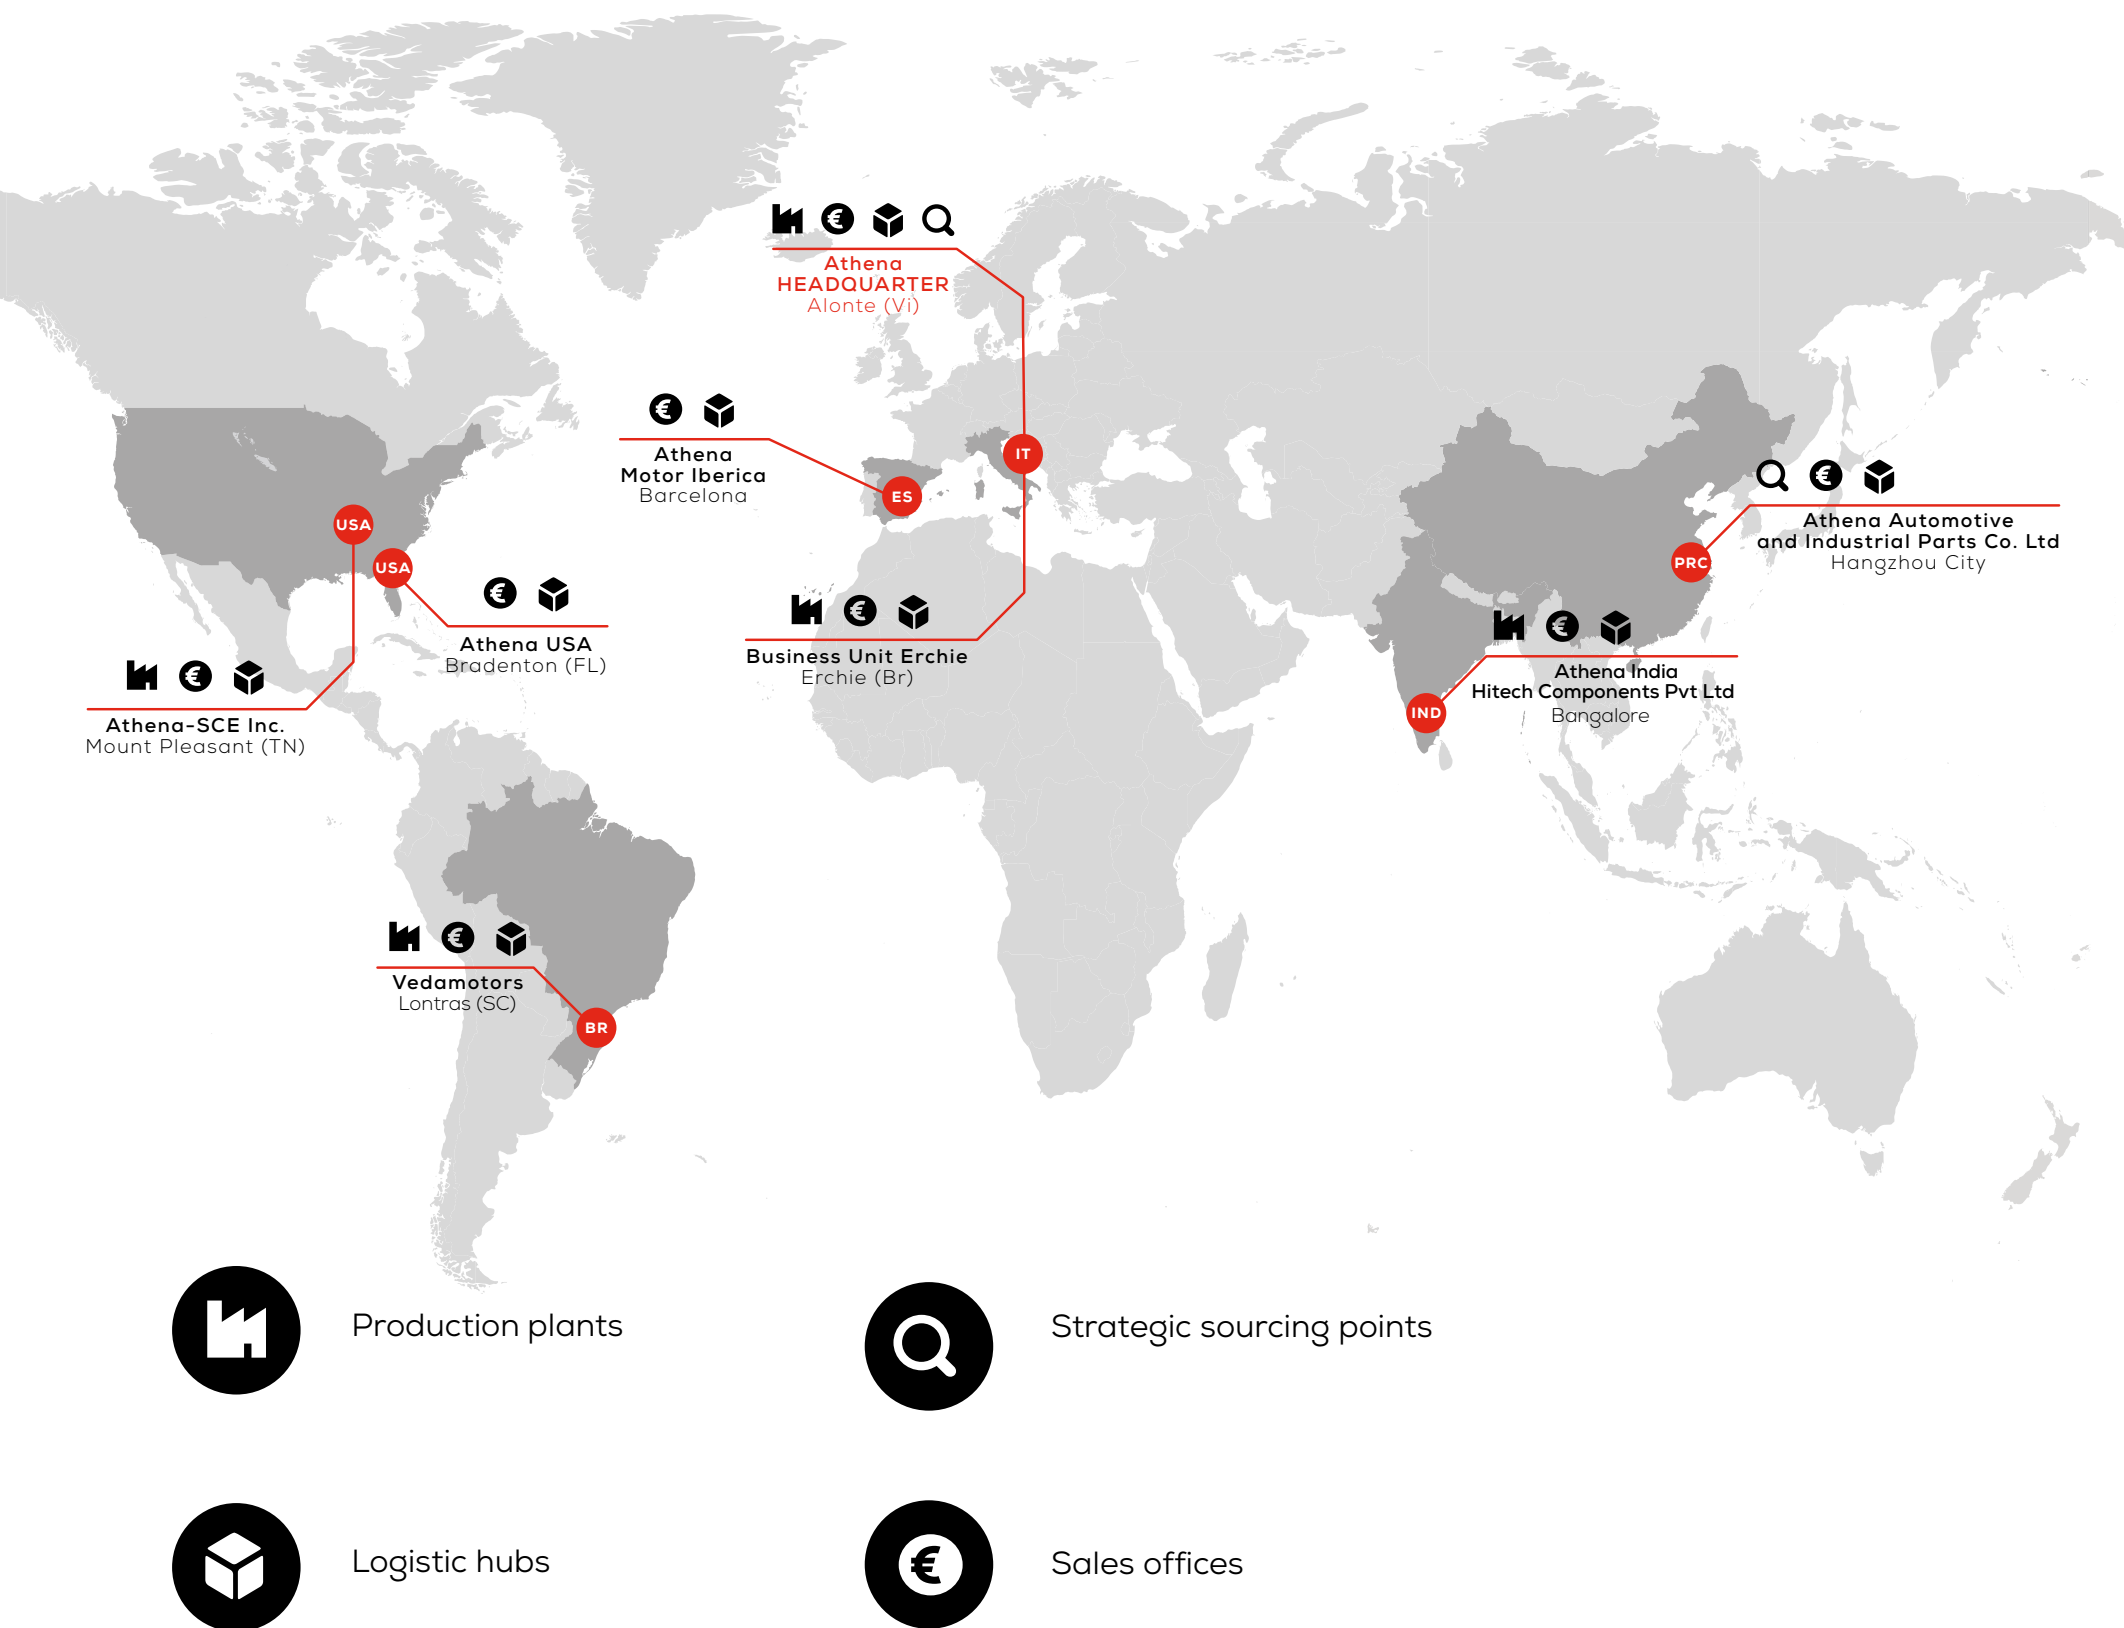 Athena
HEADQUARTER
Alonte (Vi)
Athena
Motor Iberica
Barcelona
IT
ES
USA
USA
PRC
Athena Automotive
and Industrial Parts Co. Ltd
Hangzhou City
Athena USA
Bradenton (FL)
Business Unit Erchie
Erchie (Br)
Athena India
Hitech Components Pvt Ltd
Bangalore
IND
Athena-SCE Inc.
Mount Pleasant (TN)
Vedamotors
Lontras (SC)
BR
Production plants
Strategic sourcing points
Logistic hubs
Sales offices